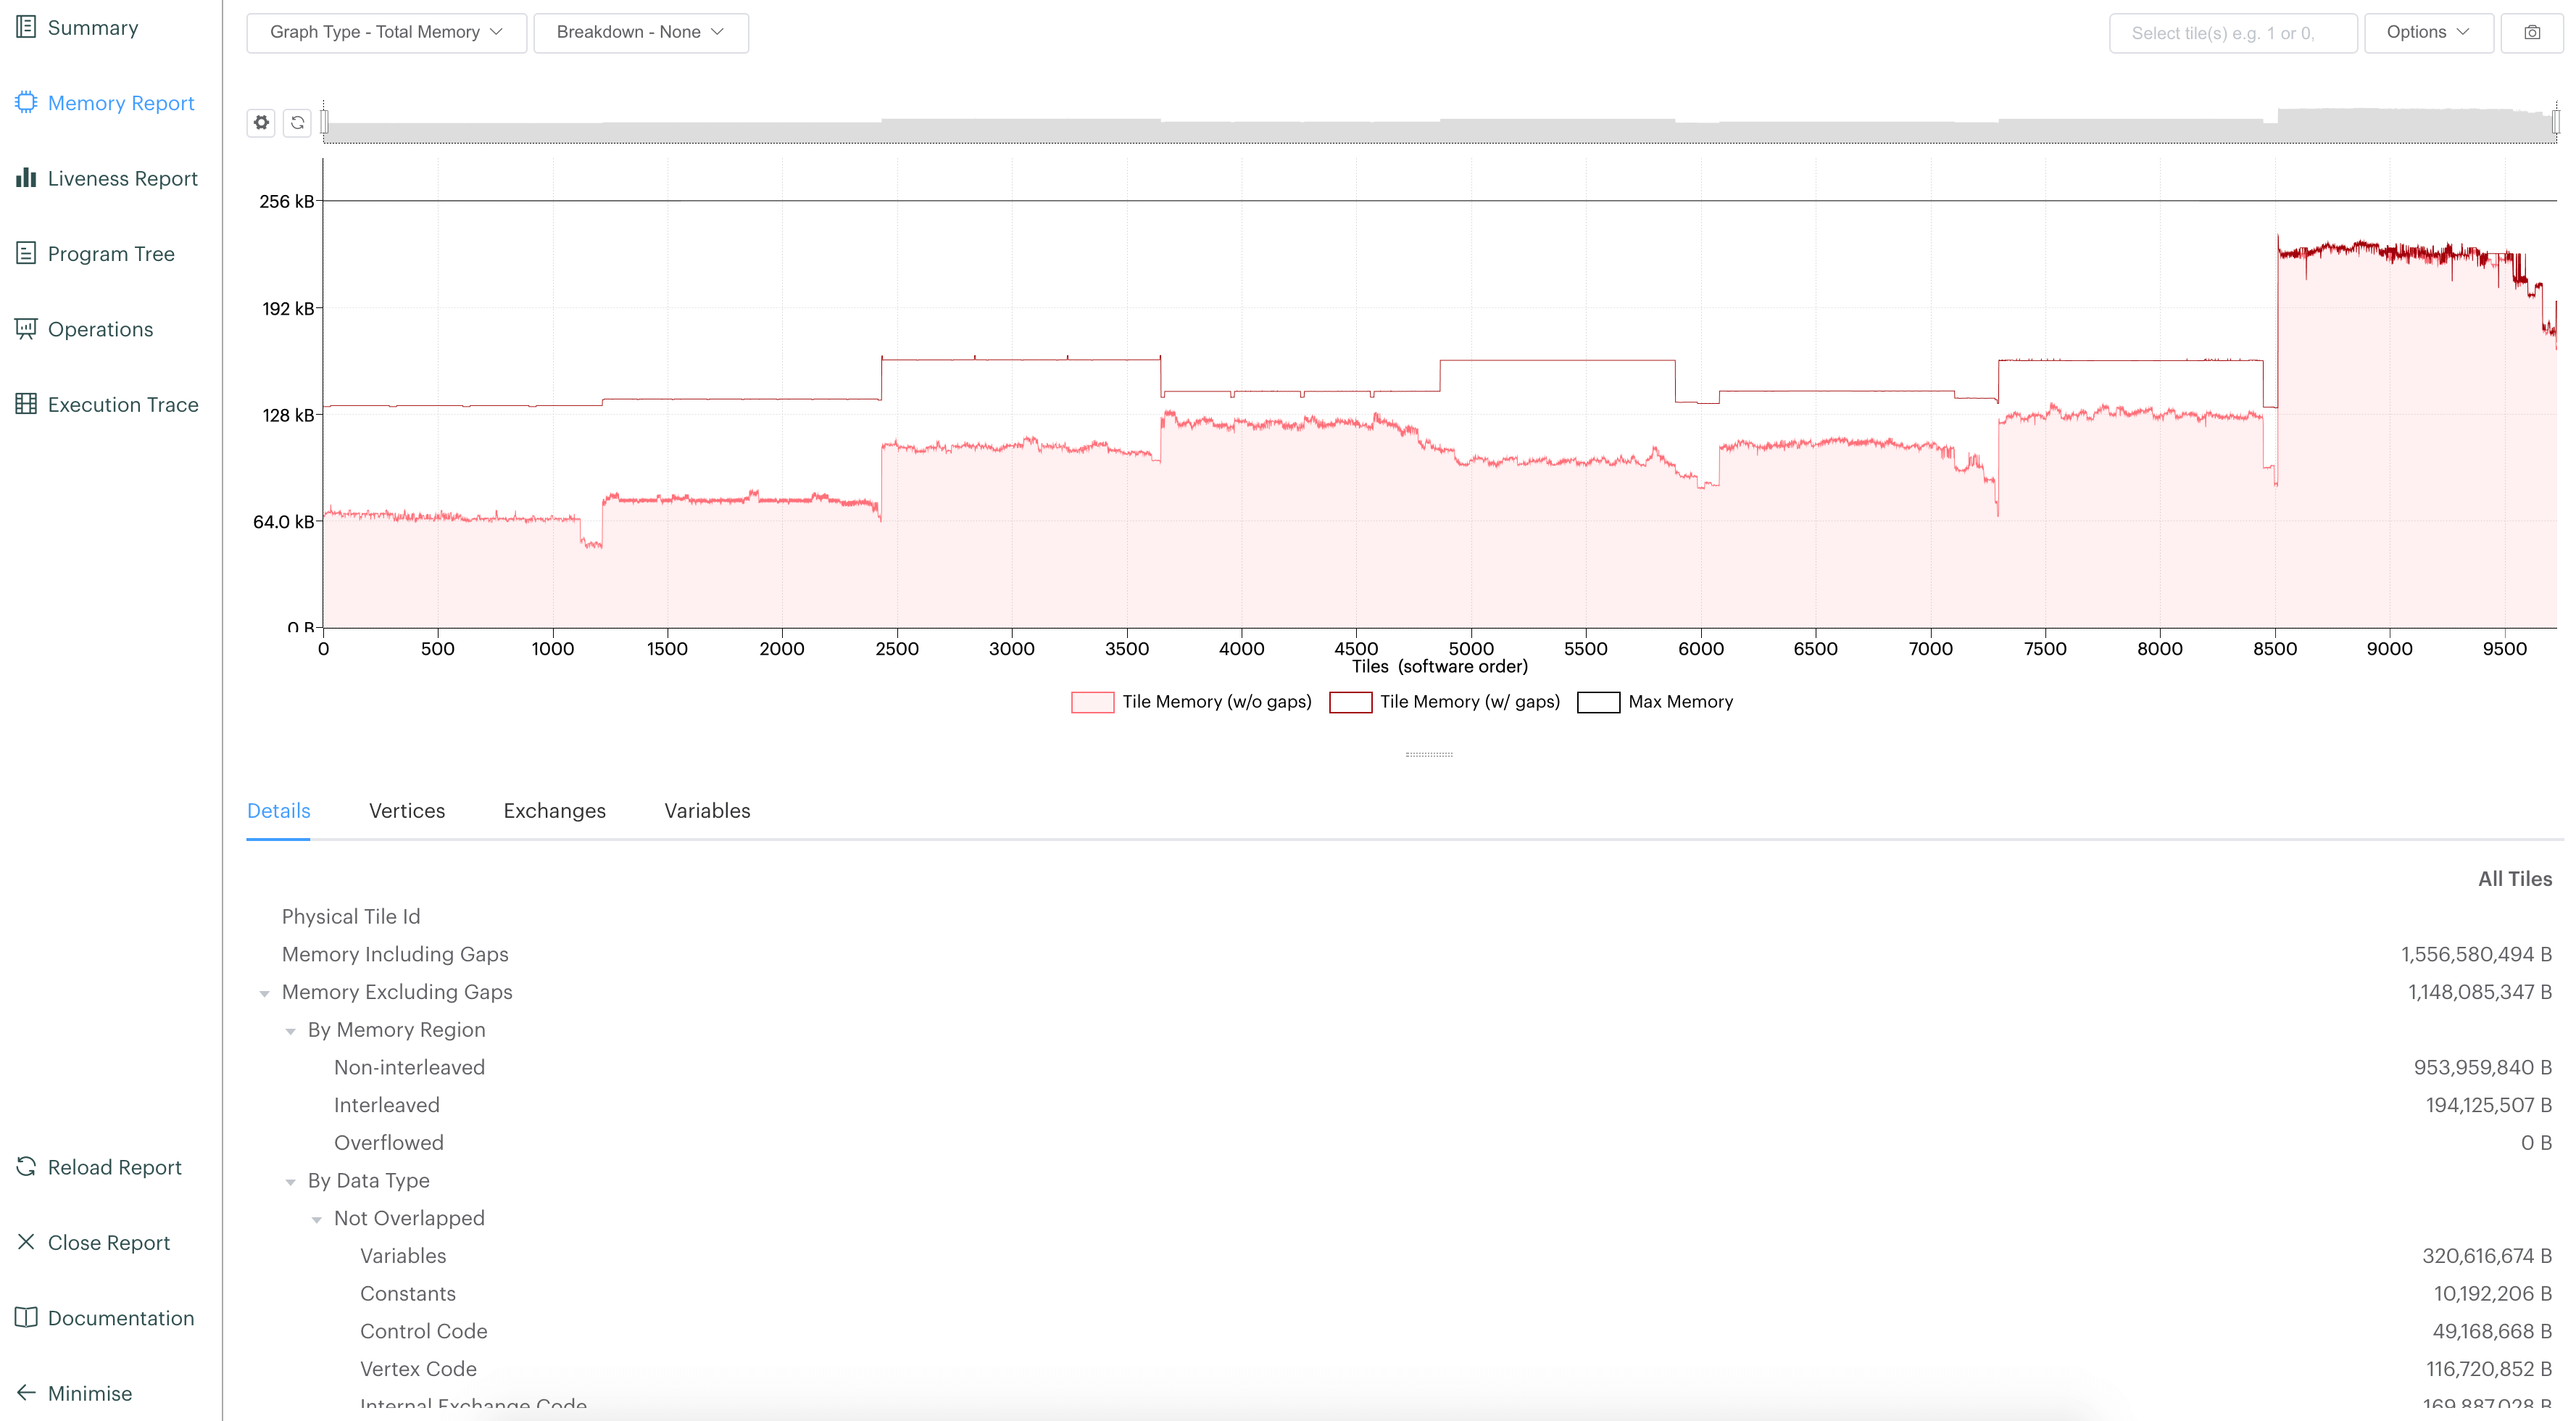 Summary
Memory Report
Liveness Report
Program Tree
Operations
Execution Trace
Reload Report
Close Report
Documentation
Minimise
Graph Type - Total Memory
Breakdown - None
Select tile(s) e.g. 1 or 0,
Options
256 kB
192 kB
128 kB
64.0 kB
0 B
0 500 1000 1500 2000 2500 3000 3500 4000 4500 5000 5500 6000 6500 7000 7500 8000 8500 9000 9500
Tiles (software order)
Tile Memory (w/o gaps) Tile Memory (w/ gaps) Max Memory
Details Vertices Exchanges Variables
All Tiles
Physical Tile Id
Memory Including Gaps 1,556,580,494 B
Memory Excluding Gaps 1,148,085,347 B
By Memory Region
Non-interleaved 953,959,840 B
Interleaved 194,125,507 B
Overflowed 0 B
By Data Type
Not Overlapped
Variables 320,616,674 B
Constants 10,192,206 B
Control Code 49,168,668 B
Vertex Code 116,720,852 B
Internal Exchange Code 169,887,028 B